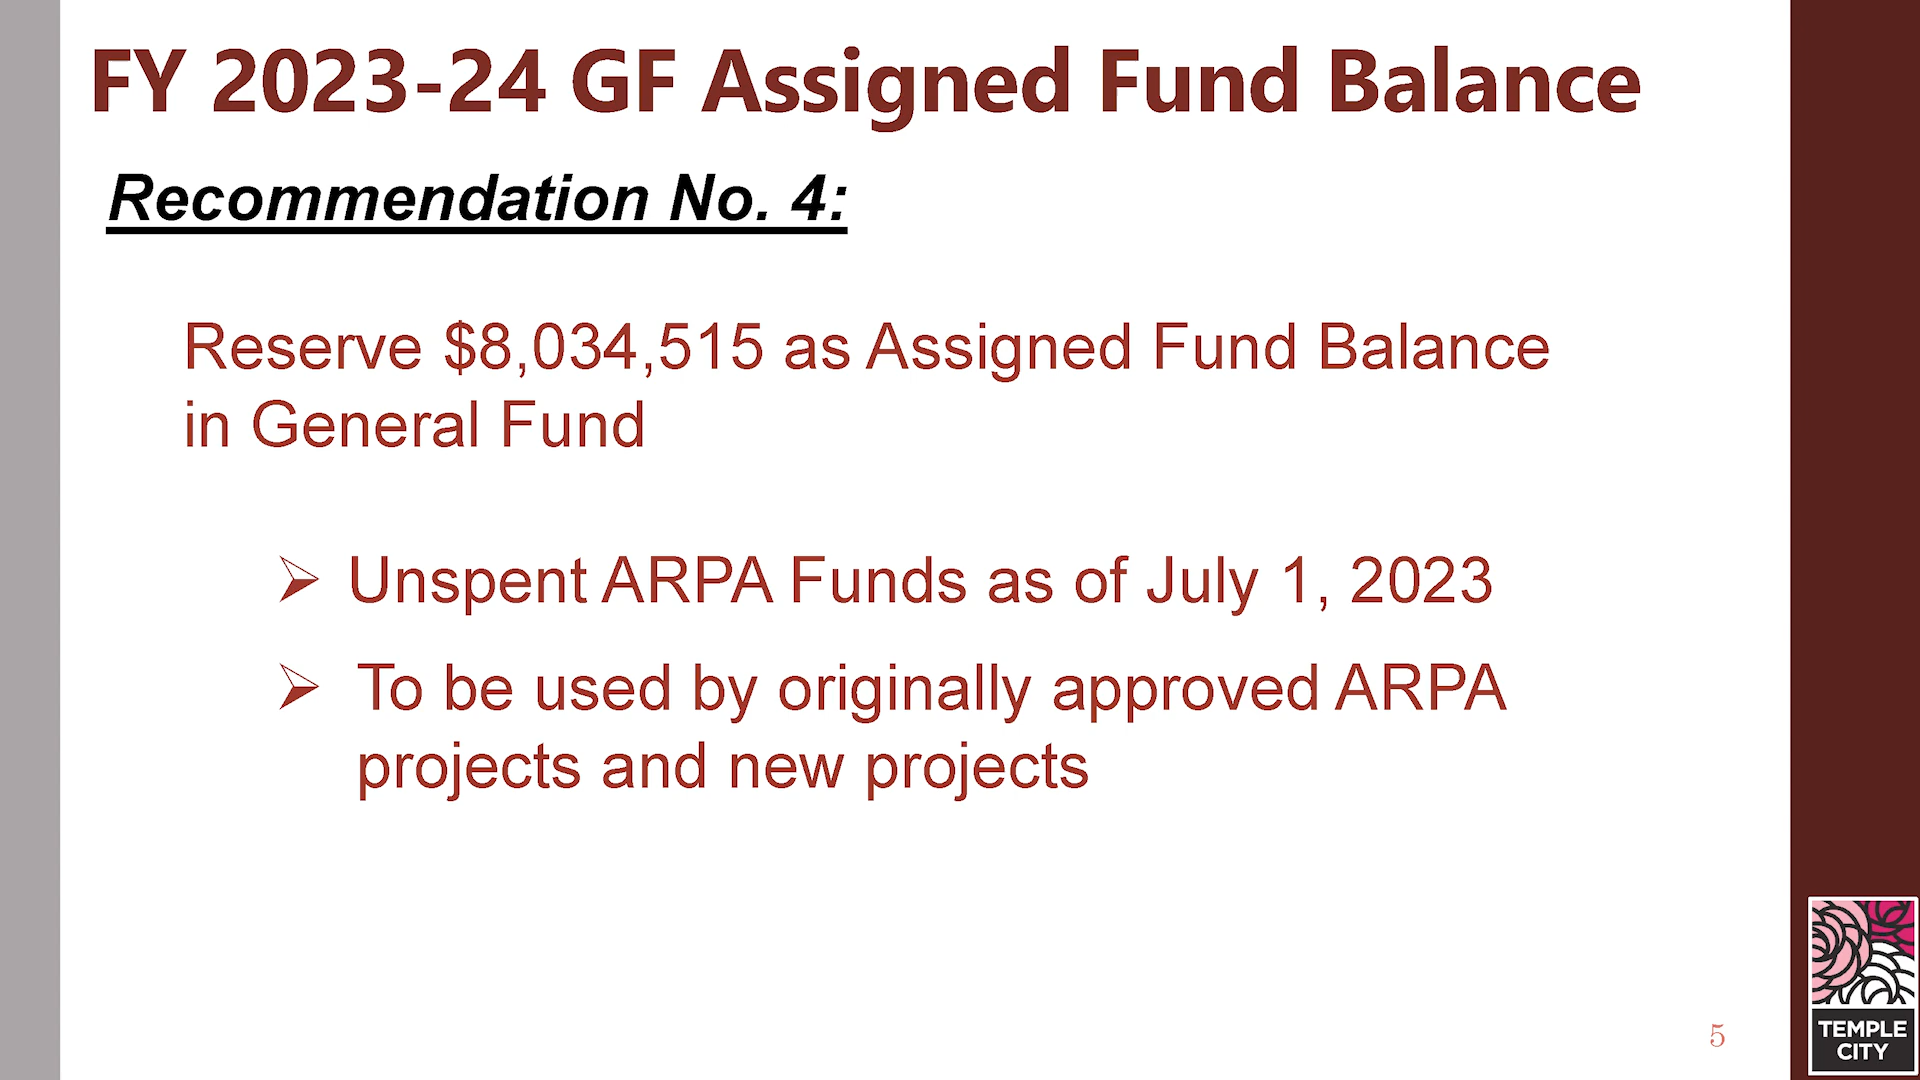 FY 2023-24 GF Assigned Fund Balance
Recommendation No. 4:
Reserve $8,034,515 as Assigned Fund Balance
in General Fund
➢ Unspent ARPA Funds as of July 1, 2023
➢ To be used by originally approved ARPA
projects and new projects
5
TEMPLE
CITY